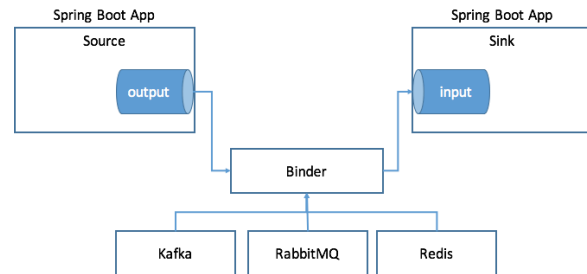 Spring Boot App
Spring Boot App
Source
Sink
output
input
Binder
Kafka
RabbitMQ
Redis